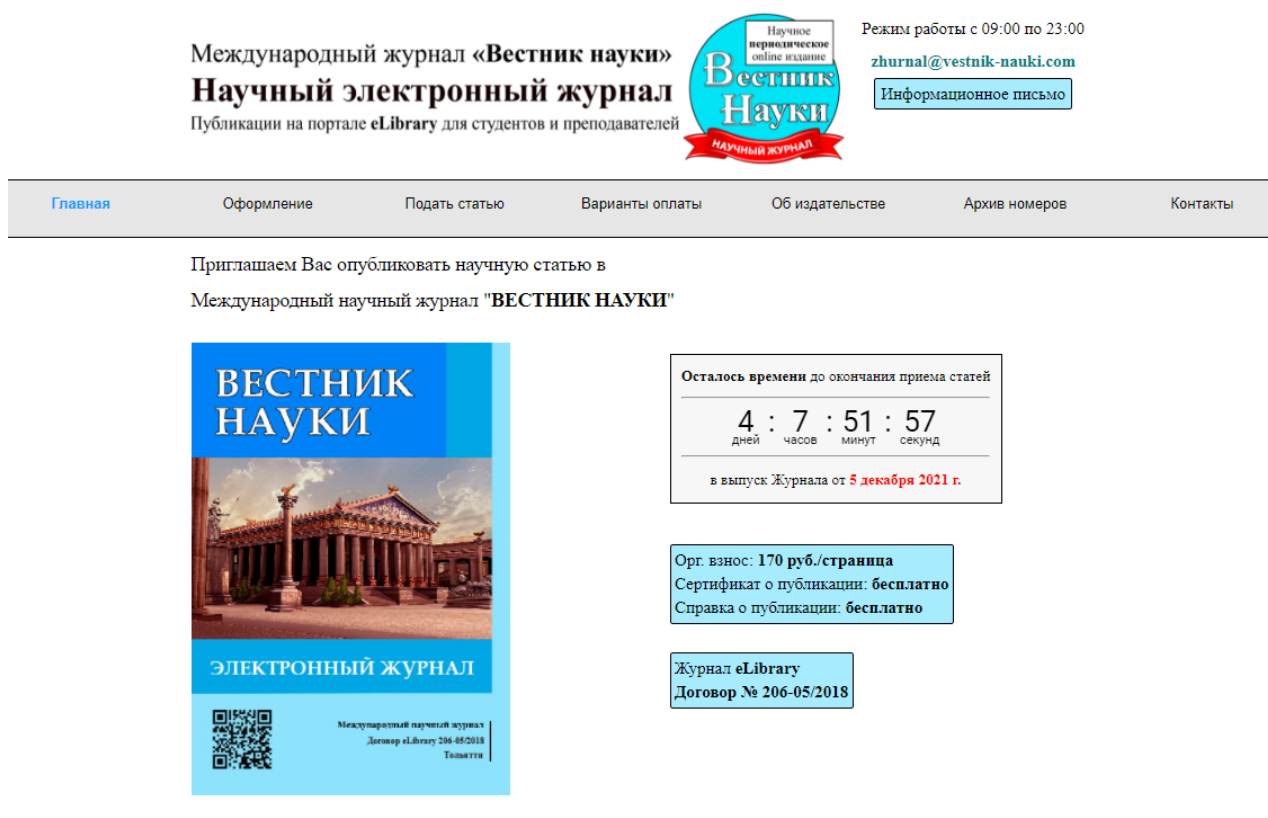 Международный журнал «Вестник науки»
Научный электронный журнал
Публикации на портале eLibrary для студентов и преподавателей
Научное
периодическое
online издание
Вестник
Науки
НАУЧНЫЙ ЖУРНАЛ
Режим работы с 09:00 по 23:00
zhurnal@vestnik-nauki.com
Информационное письмо
Главная Оформление Подать статью Варианты оплаты Об издательстве Архив номеров Контакты
Приглашаем Вас опубликовать научную статью в
Международный научный журнал "ВЕСТНИК НАУКИ"
ВЕСТНИК
НАУКИ
ЭЛЕКТРОННЫЙ ЖУРНАЛ
Международный научный журнал
Договор eLibrary 206-05/2018
Тольятти
Осталось времени до окончания приема статей
4 : 7 : 51 : 57
дней часов минут секунд
в выпуск Журнала от 5 декабря 2021 г.
Орг. взнос: 170 руб./страница
Сертификат о публикации: бесплатно
Справка о публикации: бесплатно
Журнал eLibrary
Договор № 206-05/2018